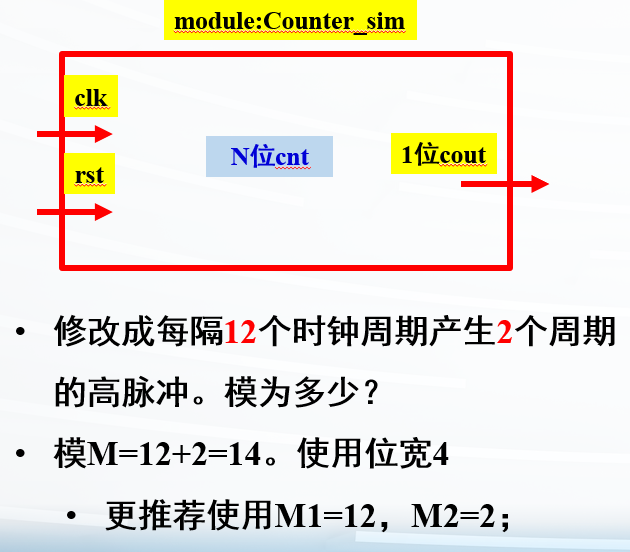 module:Counter_sim
clk
rst
N位cnt
1位cout
• 修改成每隔12个时钟周期产生2个周期
的高脉冲。模为多少？
• 模M=12+2=14。使用位宽4
• 更推荐使用M1=12，M2=2；